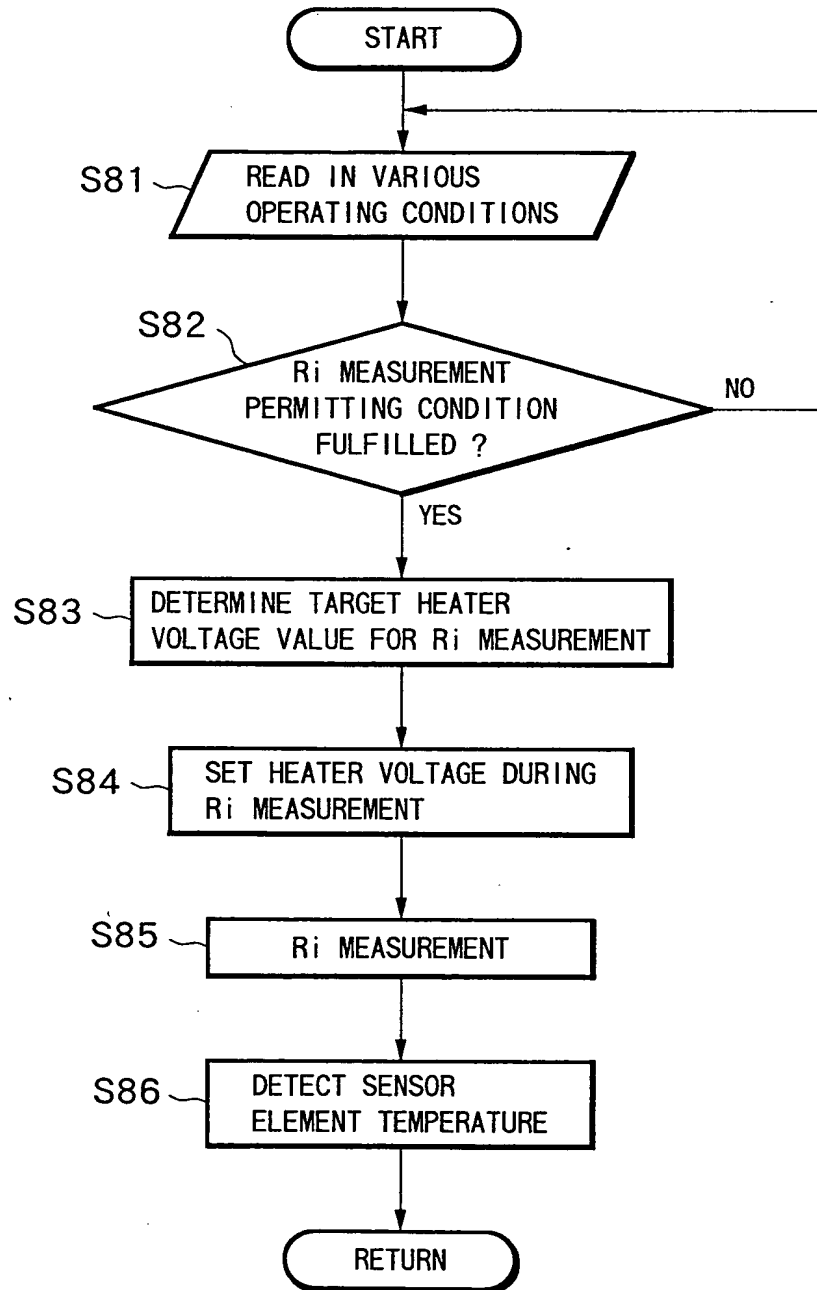 START
S81
READ IN VARIOUS
OPERATING CONDITIONS
S82
Ri MEASUREMENT
PERMITTING CONDITION
FULFILLED ?
NO
YES
S83
DETERMINE TARGET HEATER
VOLTAGE VALUE FOR Ri MEASUREMENT
S84
SET HEATER VOLTAGE DURING
Ri MEASUREMENT
S85
Ri MEASUREMENT
S86
DETECT SENSOR
ELEMENT TEMPERATURE
RETURN